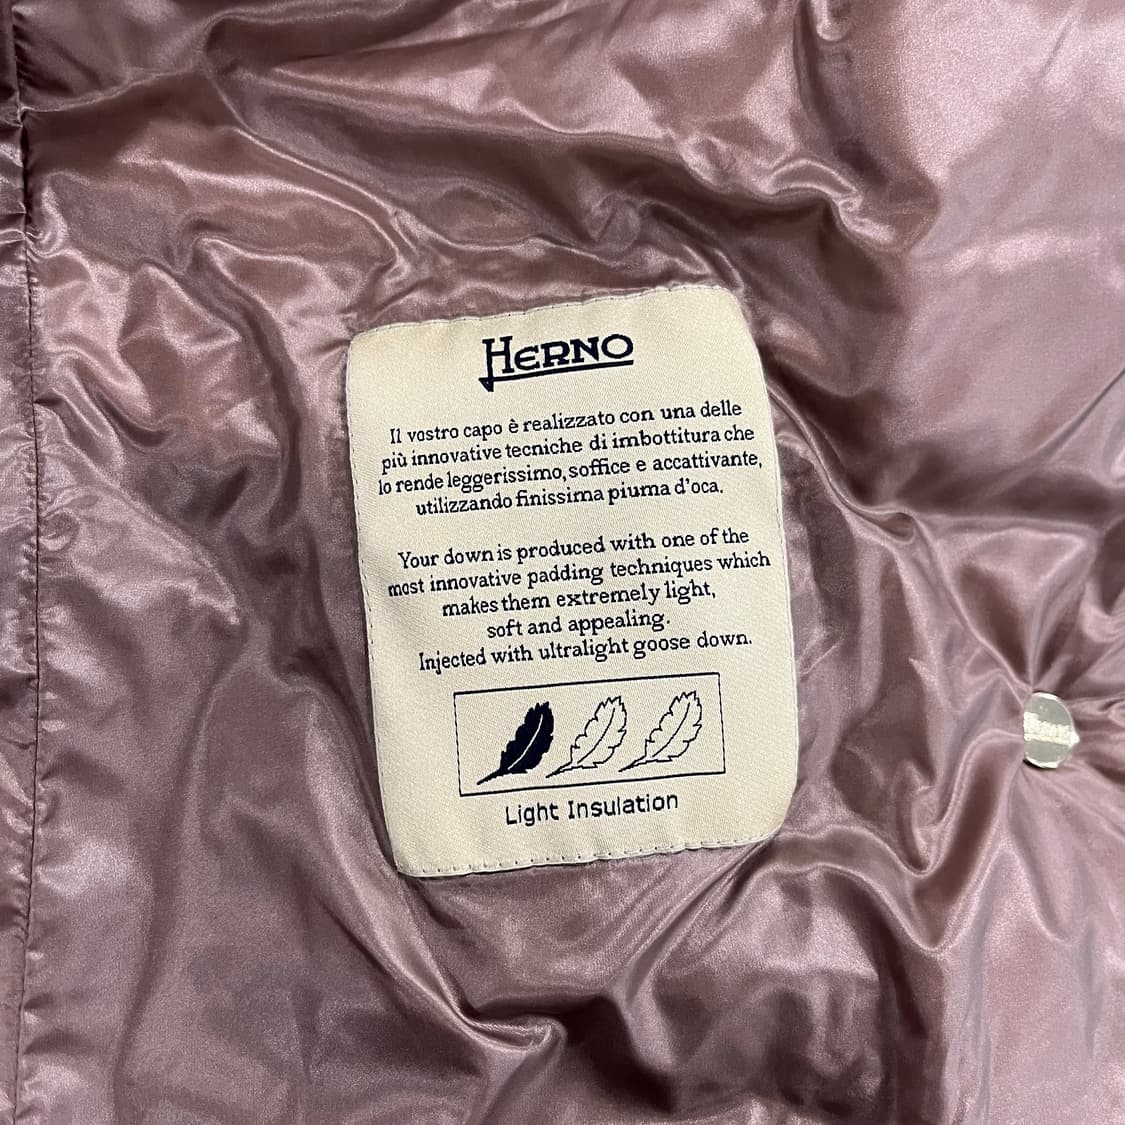 HERNO
Il vostro capo è realizzato con una delle
più innovative tecniche di imbottitura che
lo rende leggerissimo, soffice e accattivante,
utilizzando finissima piuma d'oca.
Your down is produced with one of the
most innovative padding techniques which
makes them extremely light,
soft and appealing.
Injected with ultralight goose down.
Light Insulation